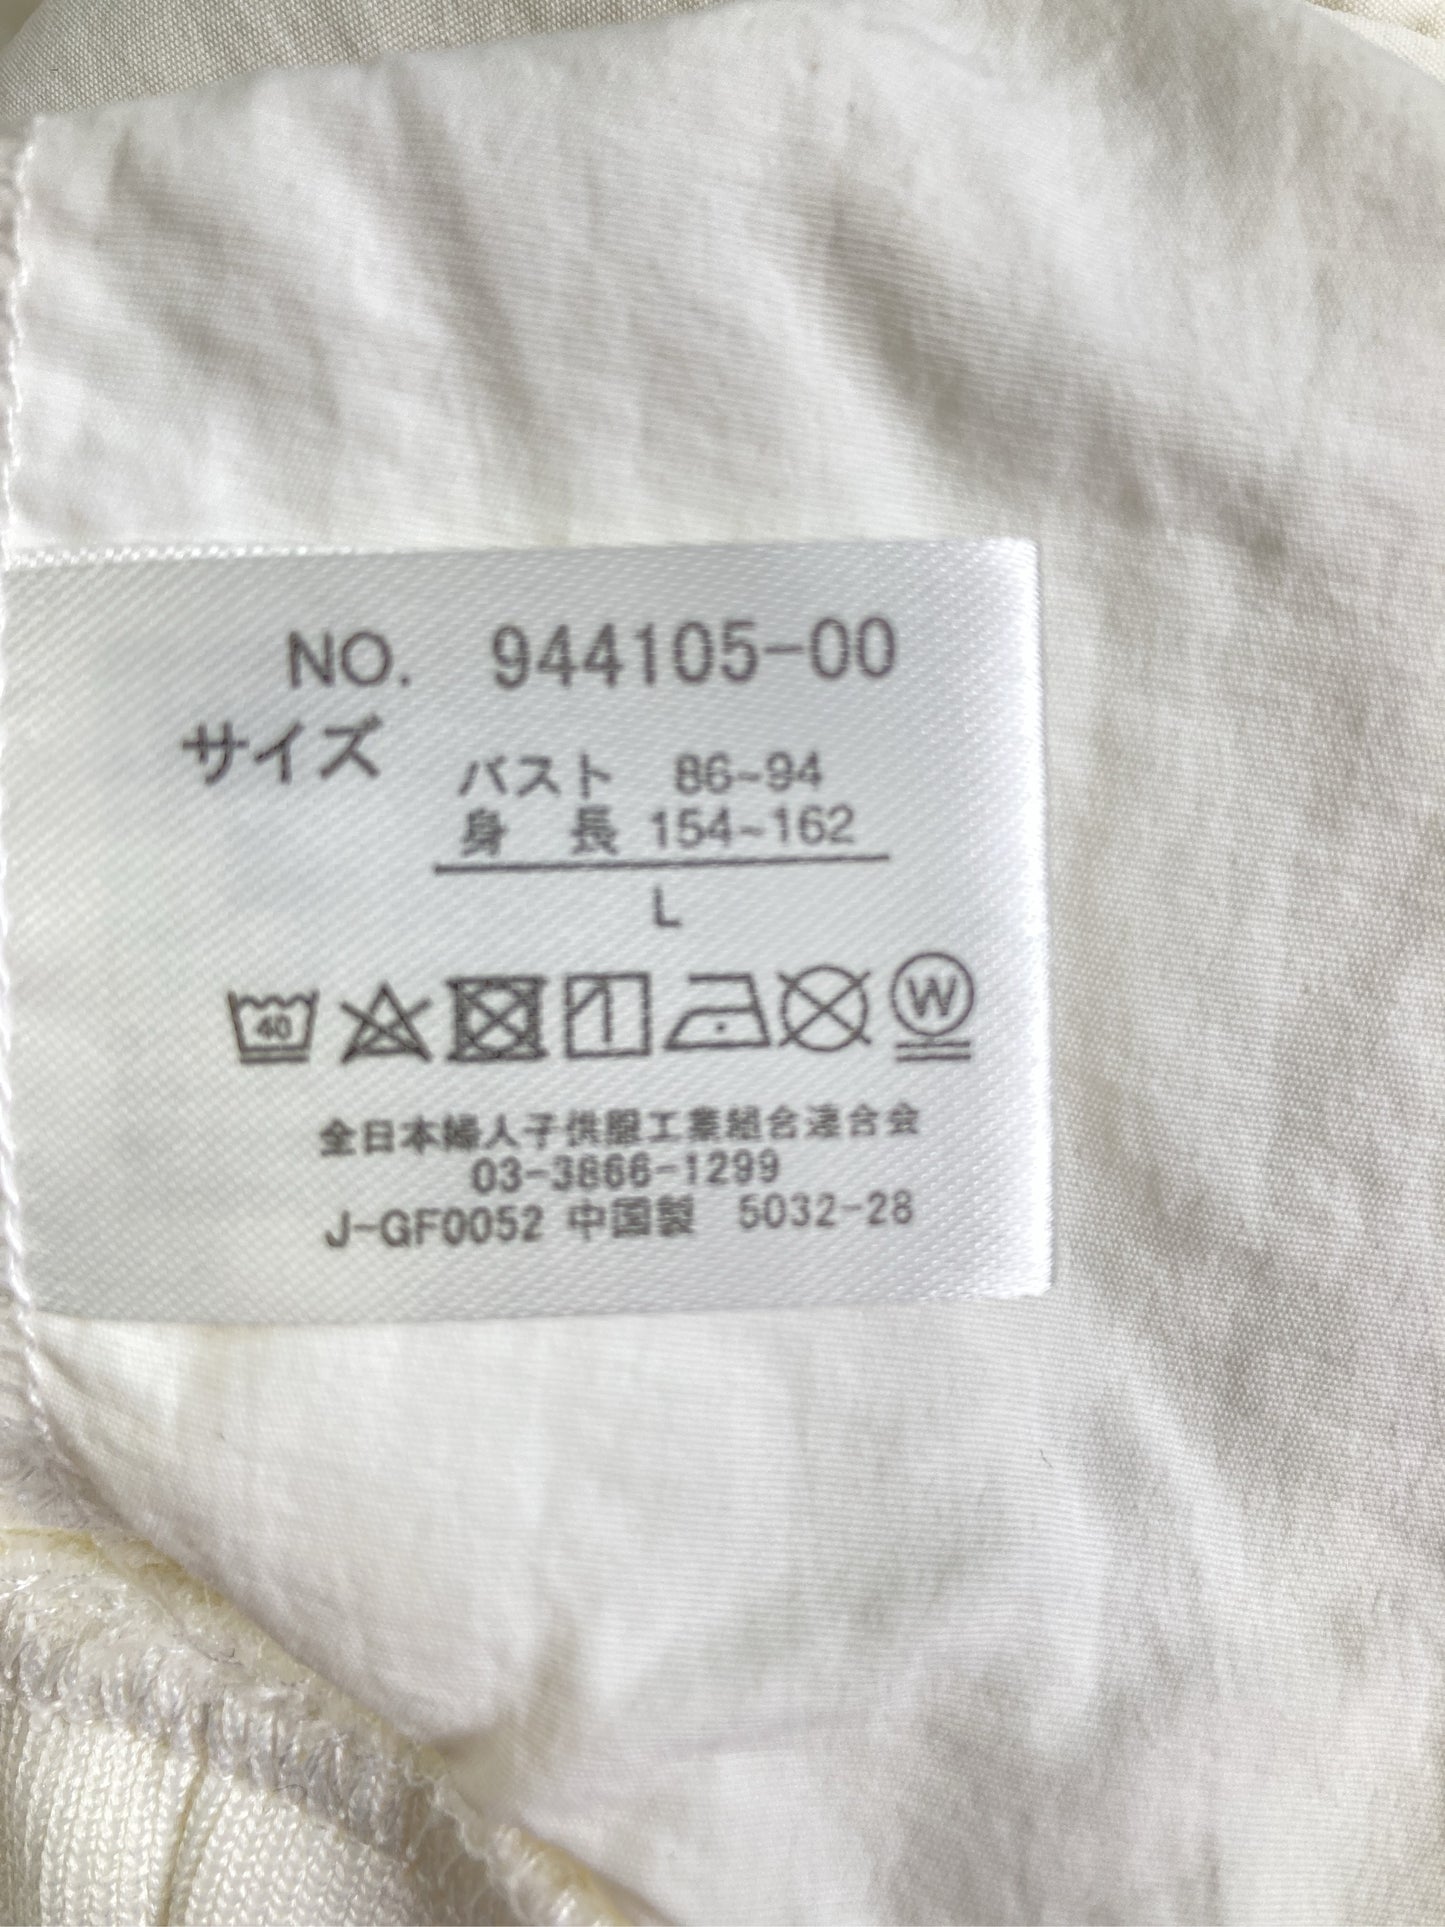 NO. 944105-00
サイズ
バスト 86~94
身 長 154~162
L
40 W
全日本婦人子供服工業組合連合会
03-3866-1299
J-GF0052 中国製 5032-28